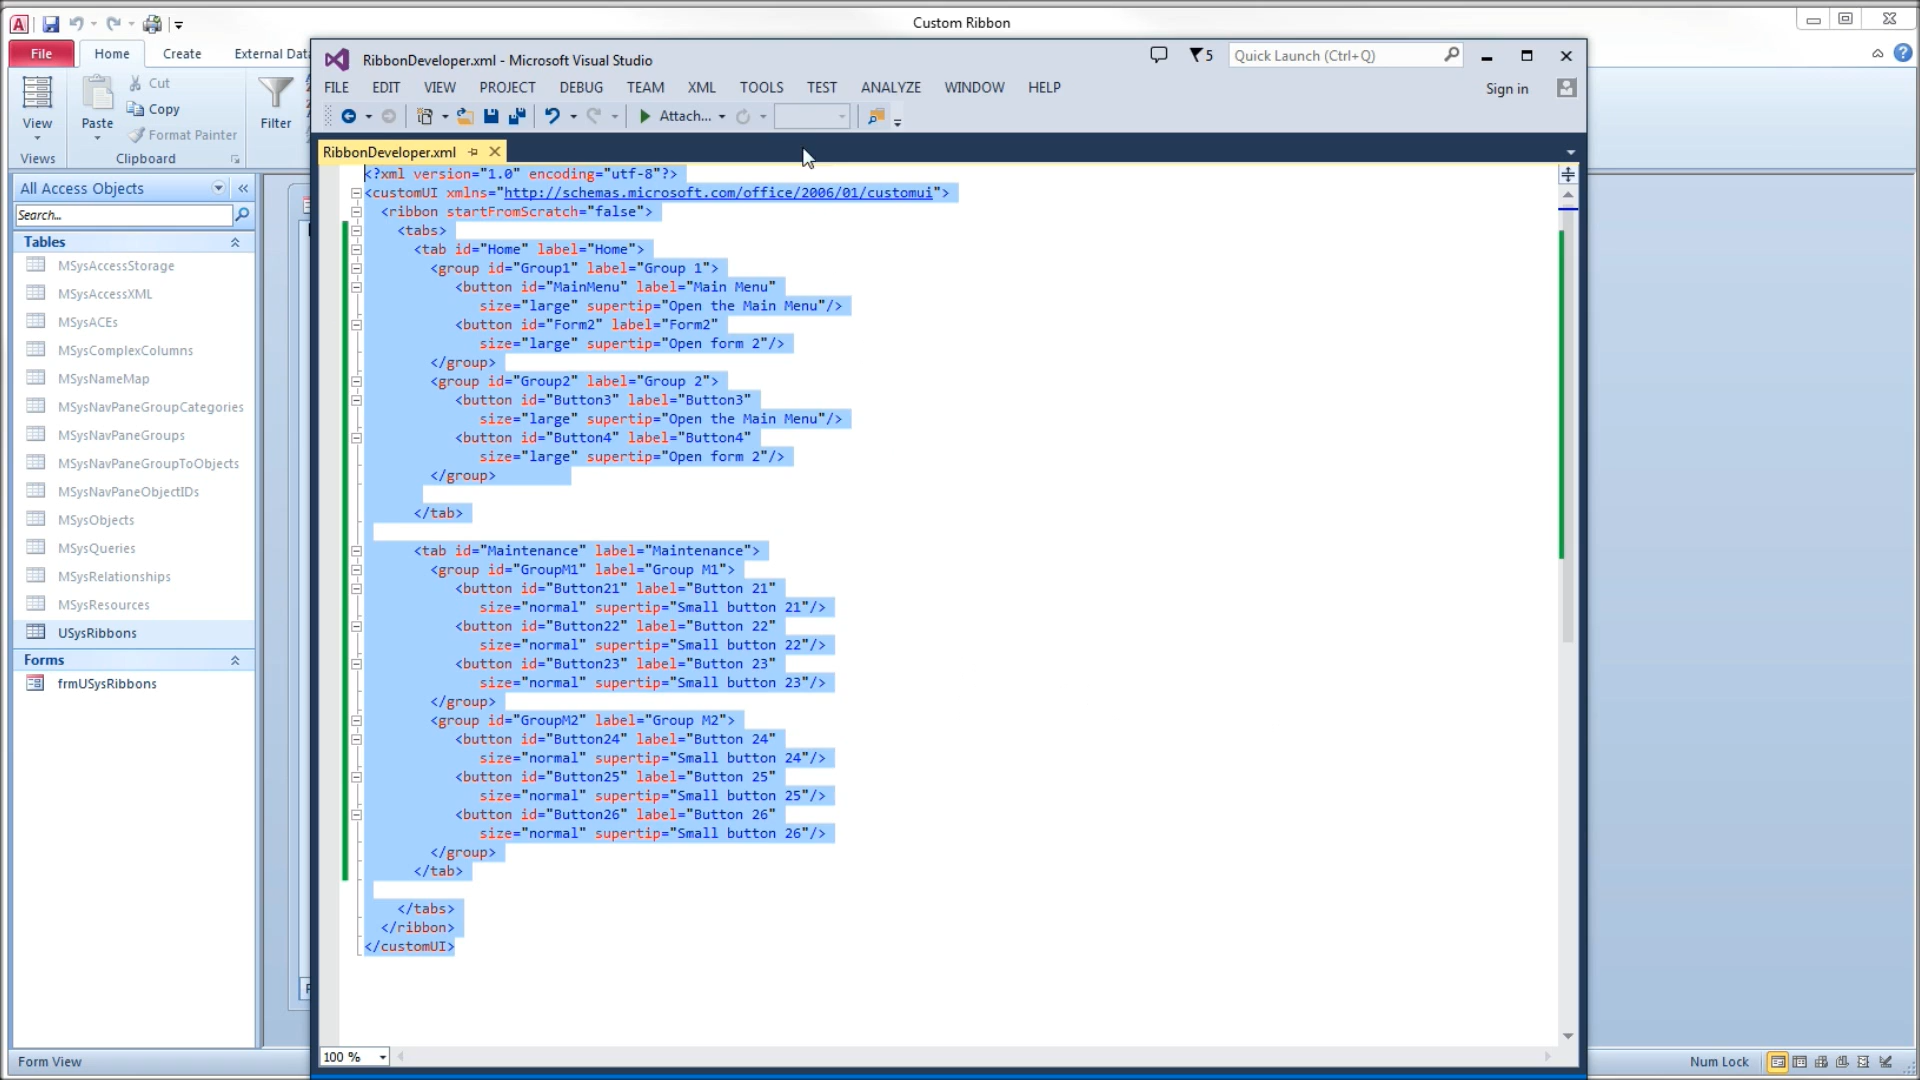 Custom Ribbon
File
Home
Create
External Data
View
Views
Paste
Cut
Copy
Format Painter
Clipboard
Filter
All Access Objects
Search...
Tables
MSysAccessStorage
MSysAccessXML
MSysACEs
MSysComplexColumns
MSysNameMap
MSysNavPaneGroupCategories
MSysNavPaneGroups
MSysNavPaneGroupToObjects
MSysNavPaneObjectIDs
MSysObjects
MSysQueries
MSysRelationships
MSysResources
USysRibbons
Forms
frmUSysRibbons
RibbonDeveloper.xml - Microsoft Visual Studio
5
Quick Launch (Ctrl+Q)
FILE EDIT VIEW PROJECT DEBUG TEAM XML TOOLS TEST ANALYZE WINDOW HELP
Sign in
Attach...
RibbonDeveloper.xml
<?xml version="1.0" encoding="utf-8"?>
<customUI xmlns="http://schemas.microsoft.com/office/2006/01/customui">
<ribbon startFromScratch="false">
<tabs>
<tab id="Home" label="Home">
<group id="Group1" label="Group 1">
<button id="MainMenu" label="Main Menu"
size="large" supertip="Open the Main Menu"/>
<button id="Form2" label="Form2"
size="large" supertip="Open form 2"/>
</group>
<group id="Group2" label="Group 2">
<button id="Button3" label="Button3"
size="large" supertip="Open the Main Menu"/>
<button id="Button4" label="Button4"
size="large" supertip="Open form 2"/>
</group>
</tab>
<tab id="Maintenance" label="Maintenance">
<group id="GroupM1" label="Group M1">
<button id="Button21" label="Button 21"
size="normal" supertip="Small button 21"/>
<button id="Button22" label="Button 22"
size="normal" supertip="Small button 22"/>
<button id="Button23" label="Button 23"
size="normal" supertip="Small button 23"/>
</group>
<group id="GroupM2" label="Group M2">
<button id="Button24" label="Button 24"
size="normal" supertip="Small button 24"/>
<button id="Button25" label="Button 25"
size="normal" supertip="Small button 25"/>
<button id="Button26" label="Button 26"
size="normal" supertip="Small button 26"/>
</group>
</tab>
</tabs>
</ribbon>
</customUI>
100 %
Form View
Num Lock